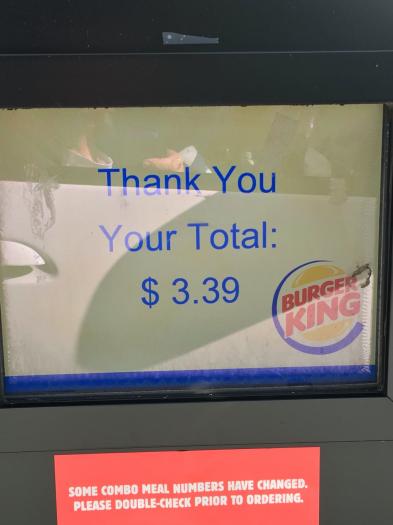 Thank You
Your Total:
$ 3.39
BURGER
KING
SOME COMBO MEAL NUMBERS HAVE CHANGED.
PLEASE DOUBLE-CHECK PRIOR TO ORDERING.